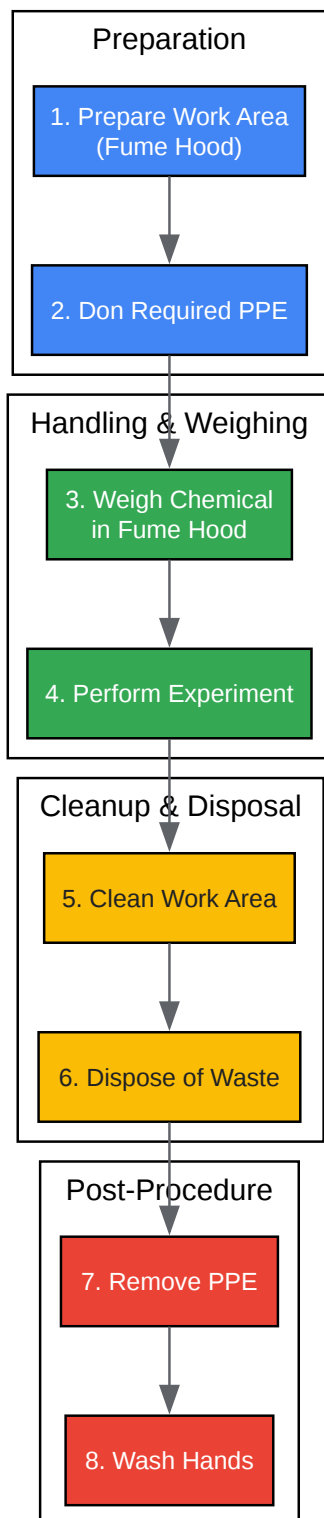 Preparation
1. Prepare Work Area
(Fume Hood)
2. Don Required PPE
Handling & Weighing
3. Weigh Chemical
in Fume Hood
4. Perform Experiment
Cleanup & Disposal
5. Clean Work Area
6. Dispose of Waste
Post-Procedure
7. Remove PPE
8. Wash Hands